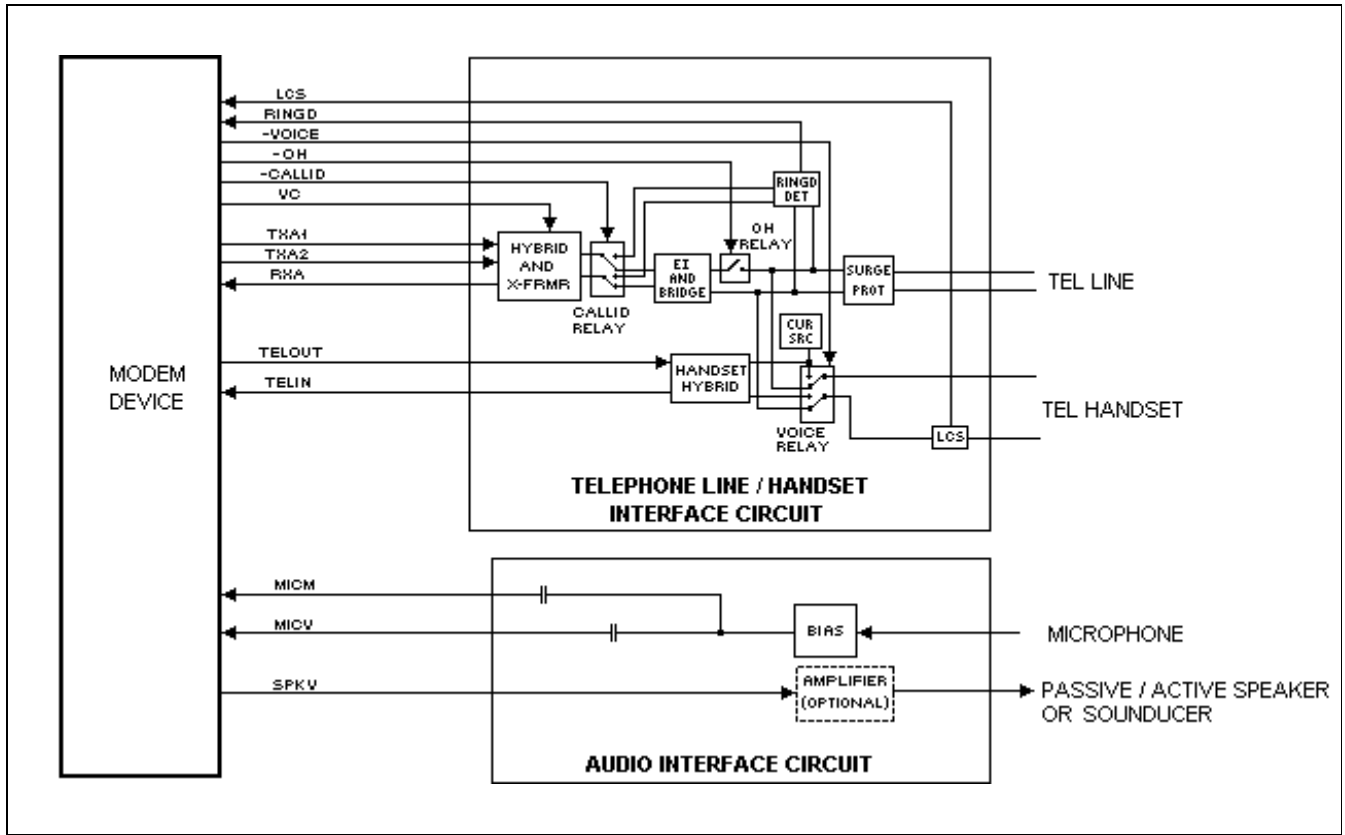 LCS
RINGD
-VOICE
-OH
-CALLID
VC
TXA1
TXA2
RXA
HYBRID
AND
X-FRMR
CALLID
RELAY
EI
AND
BRIDGE
RINGD
DET
OH
RELAY
SURGE
PROT
TEL LINE
CUR
SRC
TELOUT
TELIN
HANDSET
HYBRID
VOICE
RELAY
LCS
TEL HANDSET
MODEM
DEVICE
TELEPHONE LINE / HANDSET
INTERFACE CIRCUIT
MICM
MICV
BIAS
MICROPHONE
SPKV
AMPLIFIER
(OPTIONAL)
PASSIVE / ACTIVE SPEAKER
OR SOUNDUCER
AUDIO INTERFACE CIRCUIT